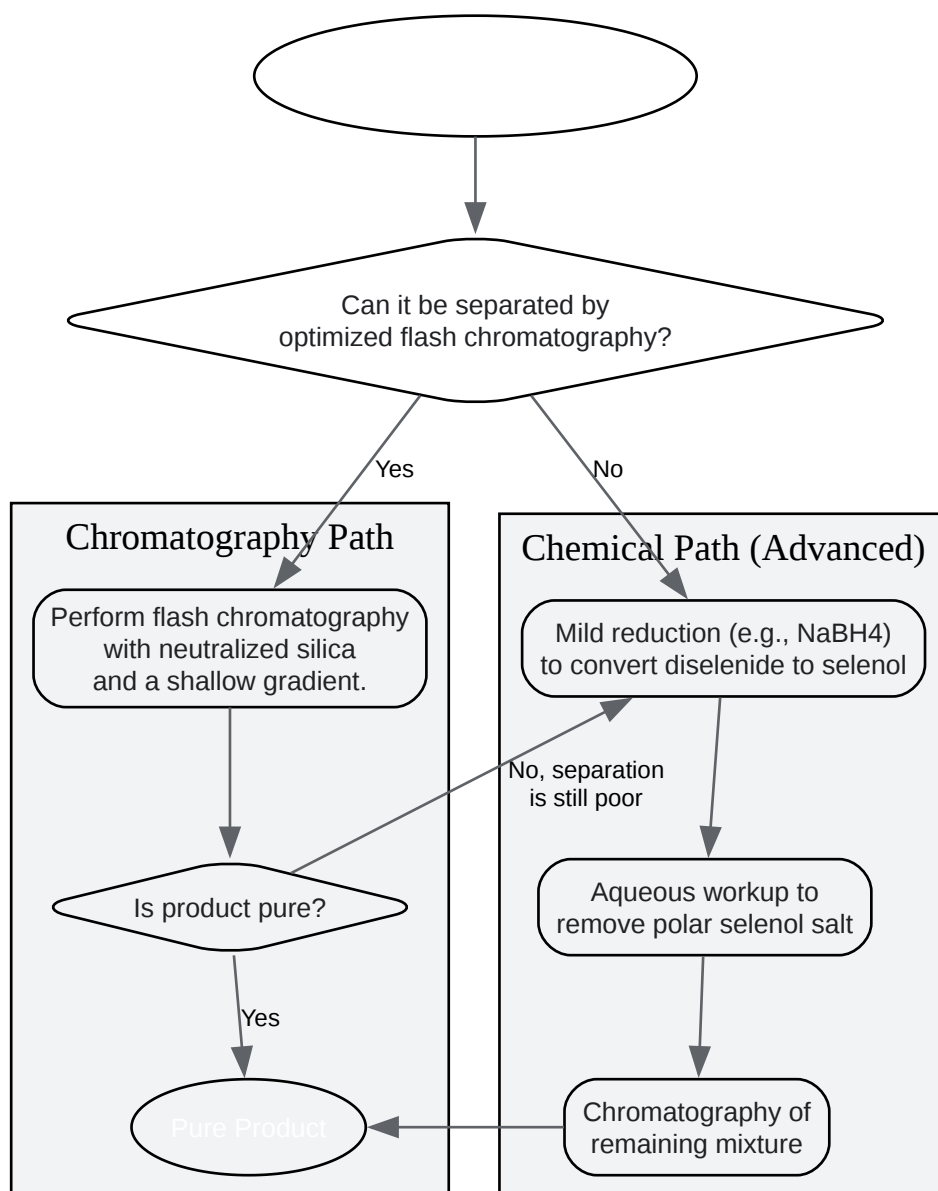 Can it be separated by
optimized flash chromatography?
Yes
No
Chromatography Path
Perform flash chromatography
with neutralized silica
and a shallow gradient.
Is product pure?
Yes
No, separation
is still poor
Chemical Path (Advanced)
Mild reduction (e.g., NaBH4)
to convert diselenide to selenol
Aqueous workup to
remove polar selenol salt
Chromatography of
remaining mixture
Pure Product